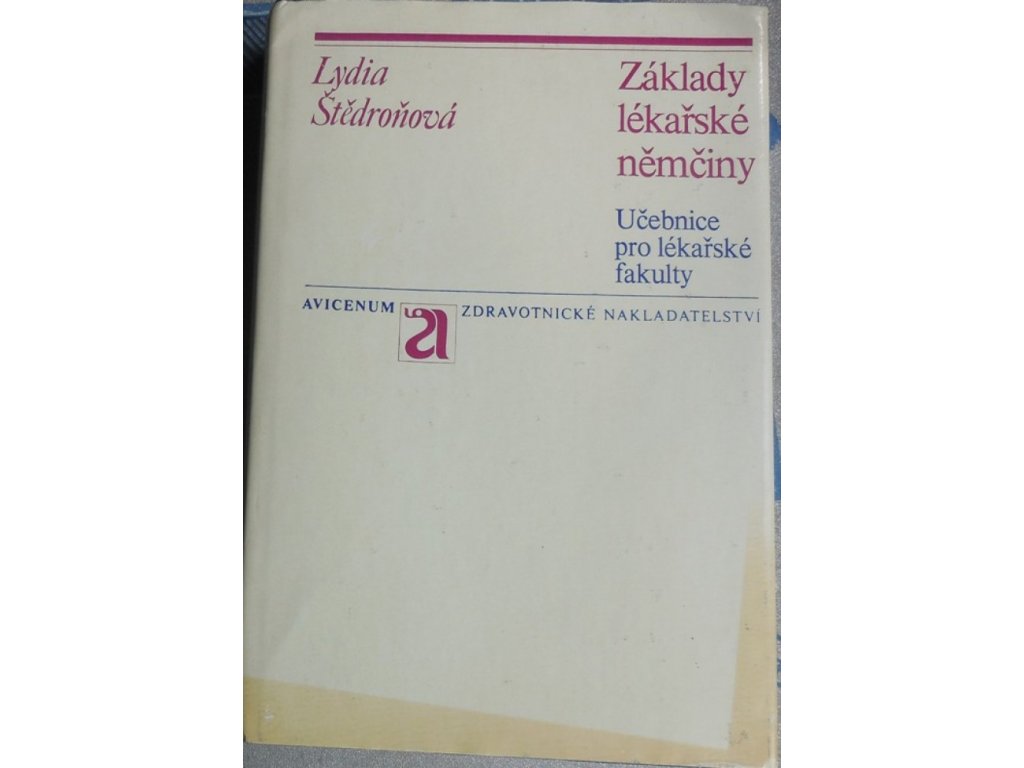 Lydia
Štědroňová
Základy
lékařské
němčiny
Učebnice
pro lékařské
fakulty
AVICENUM
ZDRAVOTNICKÉ NAKLADATELSTVÍ